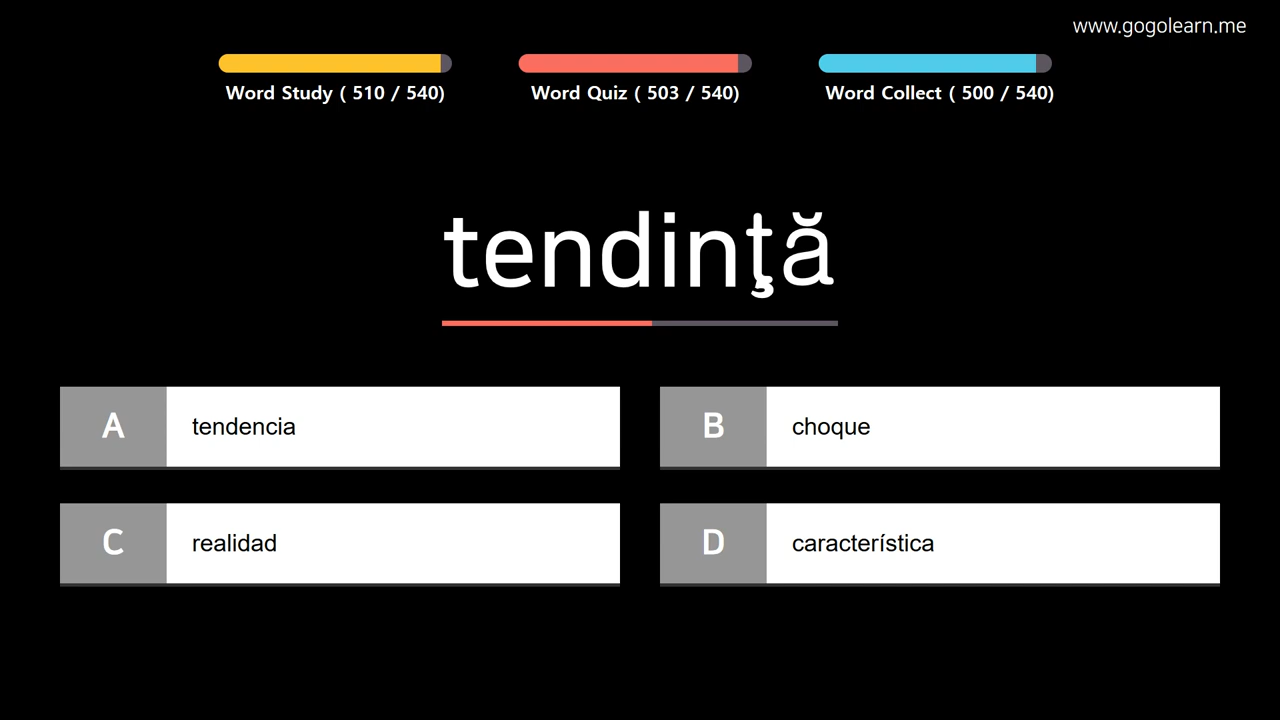 www.gogolearn.me
Word Study ( 510 / 540)
Word Quiz ( 503 / 540)
Word Collect ( 500 / 540)
tendinţă
A
tendencia
B
choque
C
realidad
D
característica